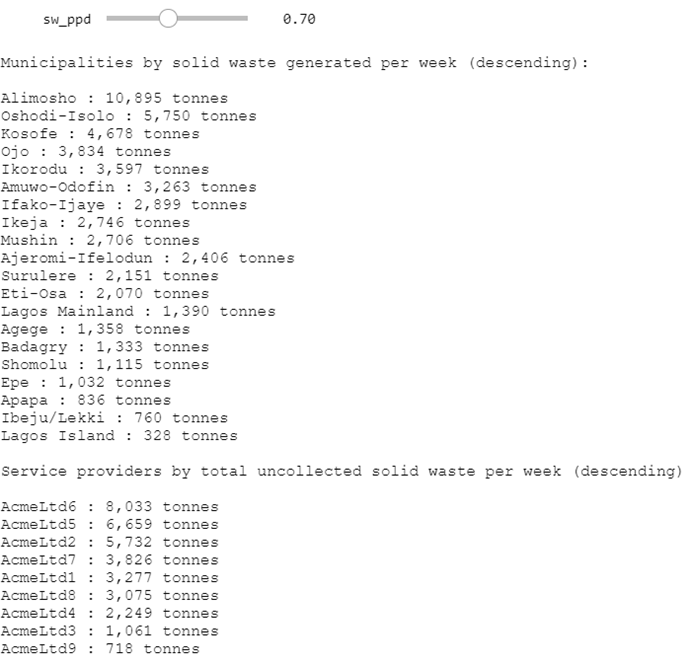 sw_ppd 0.70
Municipalities by solid waste generated per week (descending):
Alimosho : 10,895 tonnes
Oshodi-Isolo : 5,750 tonnes
Kosofe : 4,678 tonnes
Ojo : 3,834 tonnes
Ikorodu : 3,597 tonnes
Amuwo-Odofin : 3,263 tonnes
Ifako-Ijaye : 2,899 tonnes
Ikeja : 2,746 tonnes
Mushin : 2,706 tonnes
Ajeromi-Ifelodun : 2,406 tonnes
Surulere : 2,151 tonnes
Eti-Osa : 2,070 tonnes
Lagos Mainland : 1,390 tonnes
Agege : 1,358 tonnes
Badagry : 1,333 tonnes
Shomolu : 1,115 tonnes
Epe : 1,032 tonnes
Apapa : 836 tonnes
Ibeju/Lekki : 760 tonnes
Lagos Island : 328 tonnes
Service providers by total uncollected solid waste per week (descending)
AcmeLtd6 : 8,033 tonnes
AcmeLtd5 : 6,659 tonnes
AcmeLtd2 : 5,732 tonnes
AcmeLtd7 : 3,826 tonnes
AcmeLtd1 : 3,277 tonnes
AcmeLtd8 : 3,075 tonnes
AcmeLtd4 : 2,249 tonnes
AcmeLtd3 : 1,061 tonnes
AcmeLtd9 : 718 tonnes